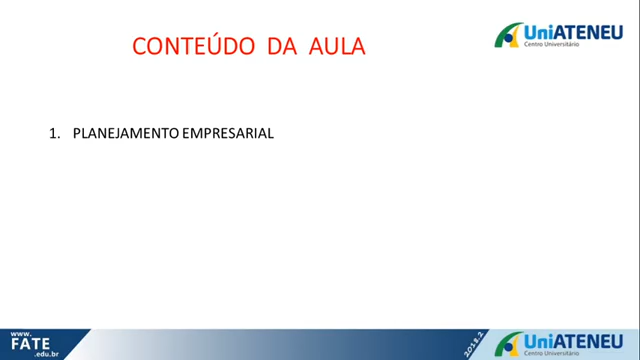 CONTEÚDO DA AULA
UniATENEU
Centro Universitário
1. PLANEJAMENTO EMPRESARIAL
www.
FATE
.edu.br
2018.2
UniATENEU
Centro Universitário